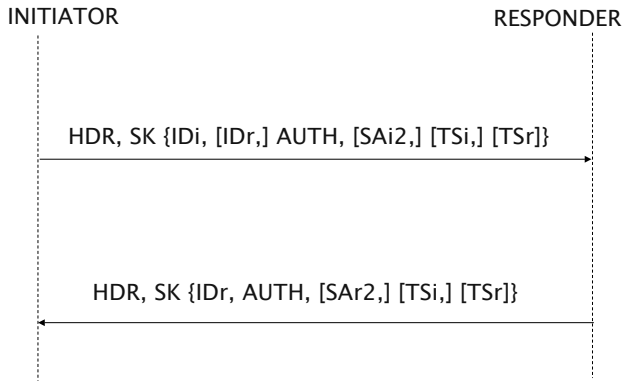 INITIATOR
RESPONDER
HDR, SK {IDi, [IDr,] AUTH, [SAi2,] [TSi,] [TSr]}
HDR, SK {IDr, AUTH, [SAr2,] [TSi,] [TSr]}